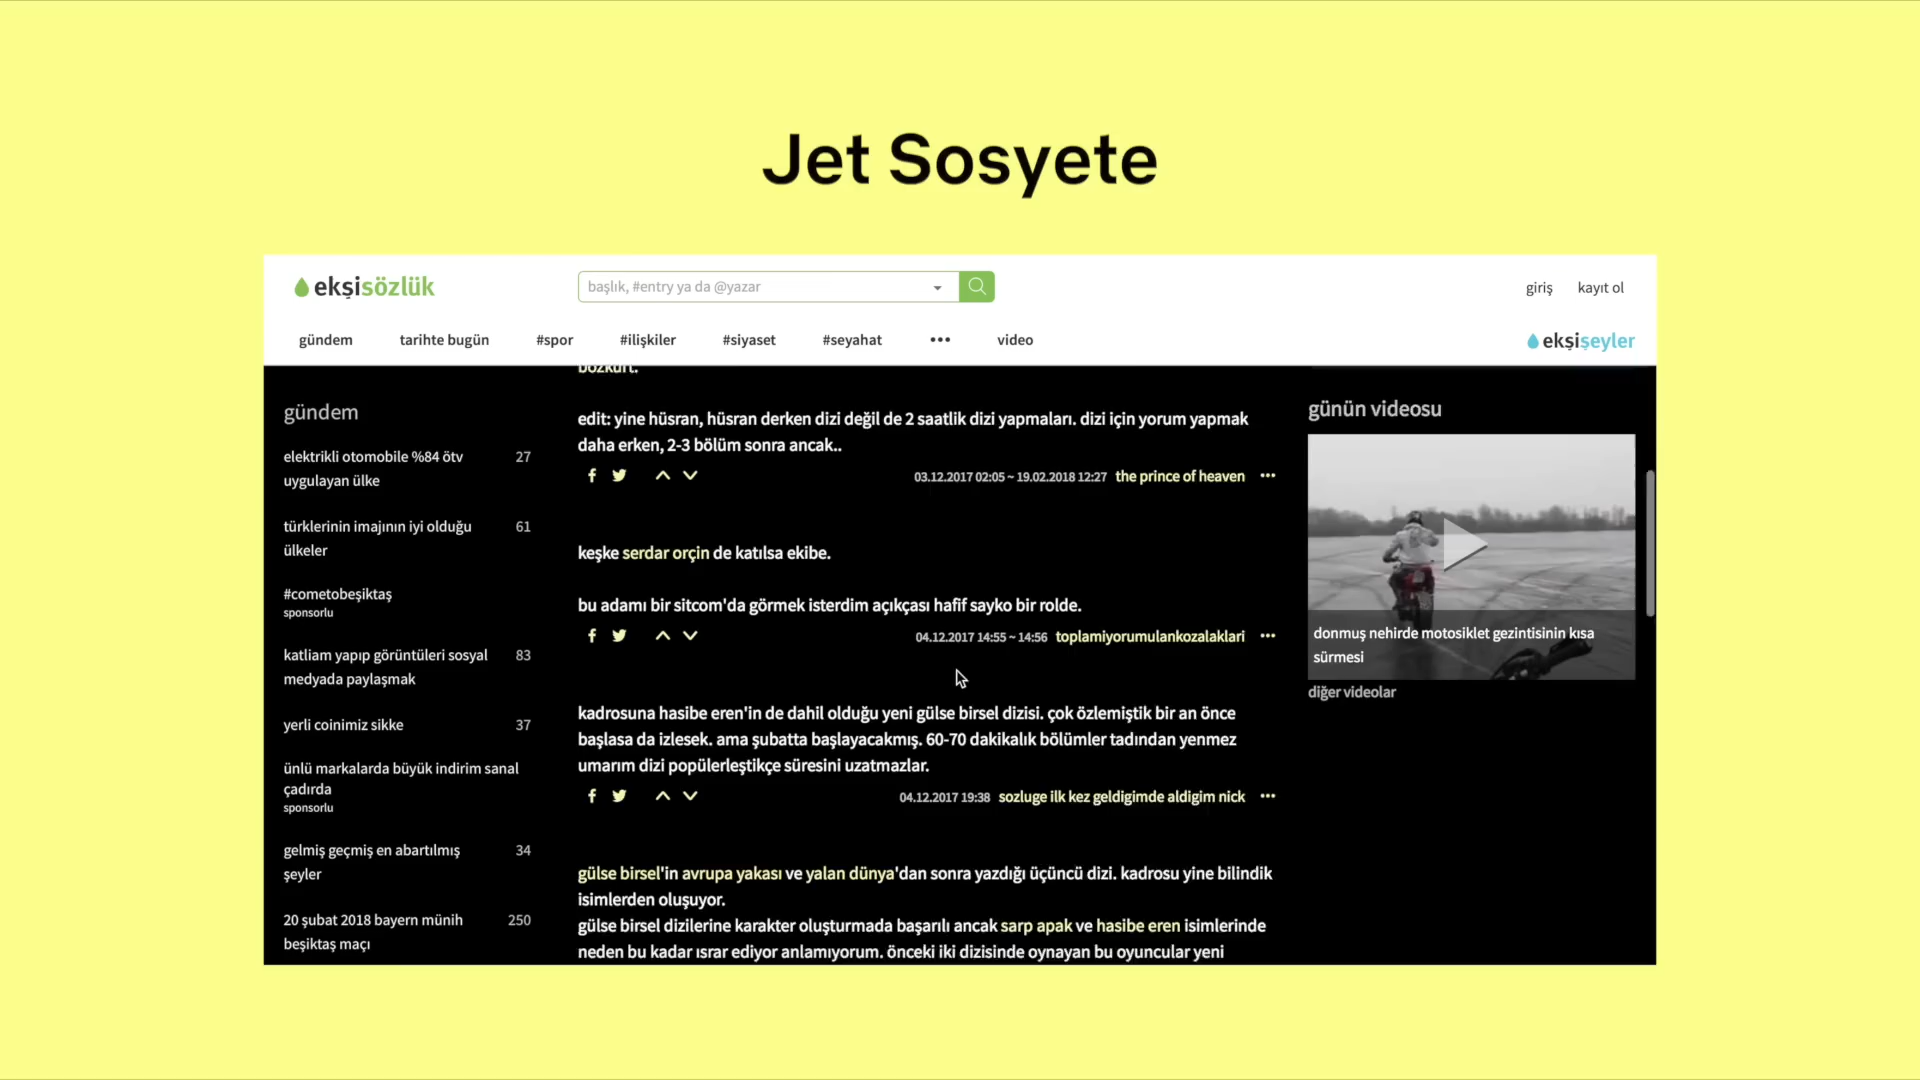 Jet Sosyete
ekşisözlük
başlık, #entry ya da @yazar
giriş
kayıt ol
gündem
tarihte bugün
#spor
#ilişkiler
#siyaset
#seyahat
•••
video
ekşişeyler
gündem
elektrikli otomobile %84 ötv
uygulayan ülke
27
türklerinin imajının iyi olduğu
ülkeler
61
#cometobeşiktaş
sponsorlu
katliam yapıp görüntüleri sosyal
medyada paylaşmak
83
yerli coinimiz sikke
37
ünlü markalarda büyük indirim sanal
çadırda
sponsorlu
gelmiş geçmiş en abartılmış
şeyler
34
20 şubat 2018 bayern münih
beşiktaş maçı
250
bozkurt.
edit: yine hüsran, hüsran derken dizi değil de 2 saatlik dizi yapmaları. dizi için yorum yapmak
daha erken, 2-3 bölüm sonra ancak..
03.12.2017 02:05 ~ 19.02.2018 12:27 the prince of heaven •••
keşke serdar orçin de katılsa ekibe.
bu adamı bir sitcom'da görmek isterdim açıkçası hafif sayko bir rolde.
04.12.2017 14:55 ~ 14:56 toplamiyorumulankozalaklari •••
kadrosuna hasibe eren'in de dahil olduğu yeni gülse birsel dizisi. çok özlemiştik bir an önce
başlasa da izlesek. ama şubatta başlayacakmış. 60-70 dakikalık bölümler tadından yenmez
umarım dizi popülerleştikçe süresini uzatmazlar.
04.12.2017 19:38 sozluge ilk kez geldigimde aldigim nick •••
gülse birsel'in avrupa yakası ve yalan dünya'dan sonra yazdığı üçüncü dizi. kadrosu yine bilindik
isimlerden oluşuyor.
gülse birsel dizilerine karakter oluşturmada başarılı ancak sarp apak ve hasibe eren isimlerinde
neden bu kadar ısrar ediyor anlamıyorum. önceki iki dizisinde oynayan bu oyuncular yeni
günün videosu
donmuş nehirde motosiklet gezintisinin kısa
sürmesi
diğer videolar